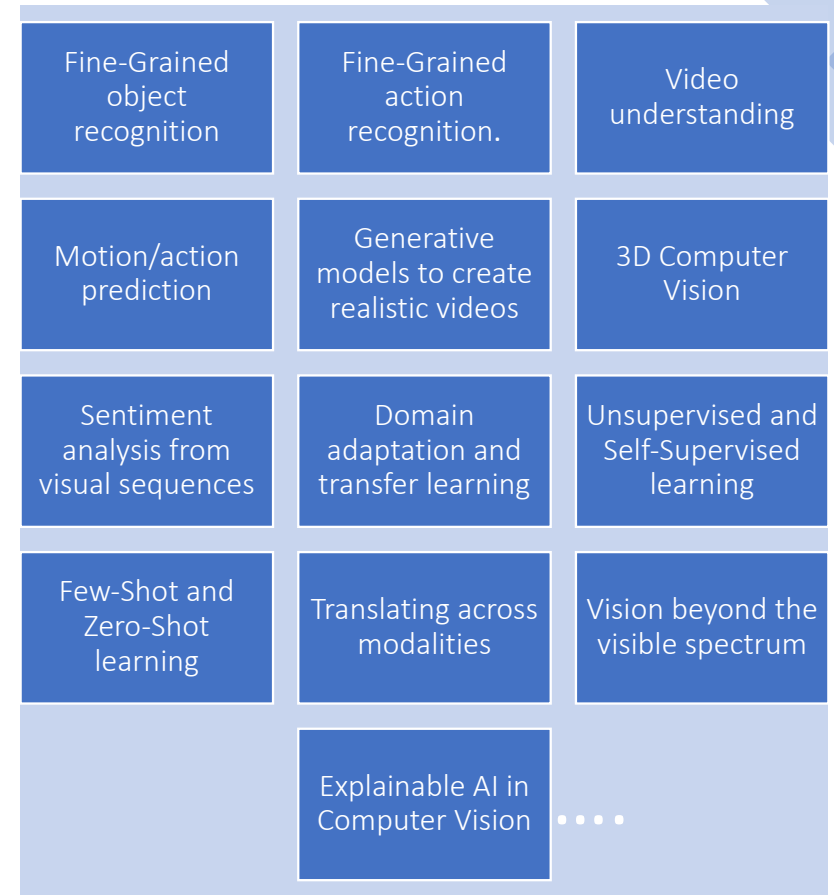 Fine-Grained
object
recognition
Fine-Grained
action
recognition.
Video
understanding
Motion/action
prediction
Generative
models to create
realistic videos
3D Computer
Vision
Sentiment
analysis from
visual sequences
Domain
adaptation and
transfer learning
Unsupervised and
Self-Supervised
learning
Few-Shot and
Zero-Shot
learning
Translating across
modalities
Vision beyond the
visible spectrum
Explainable AI in
Computer Vision
....